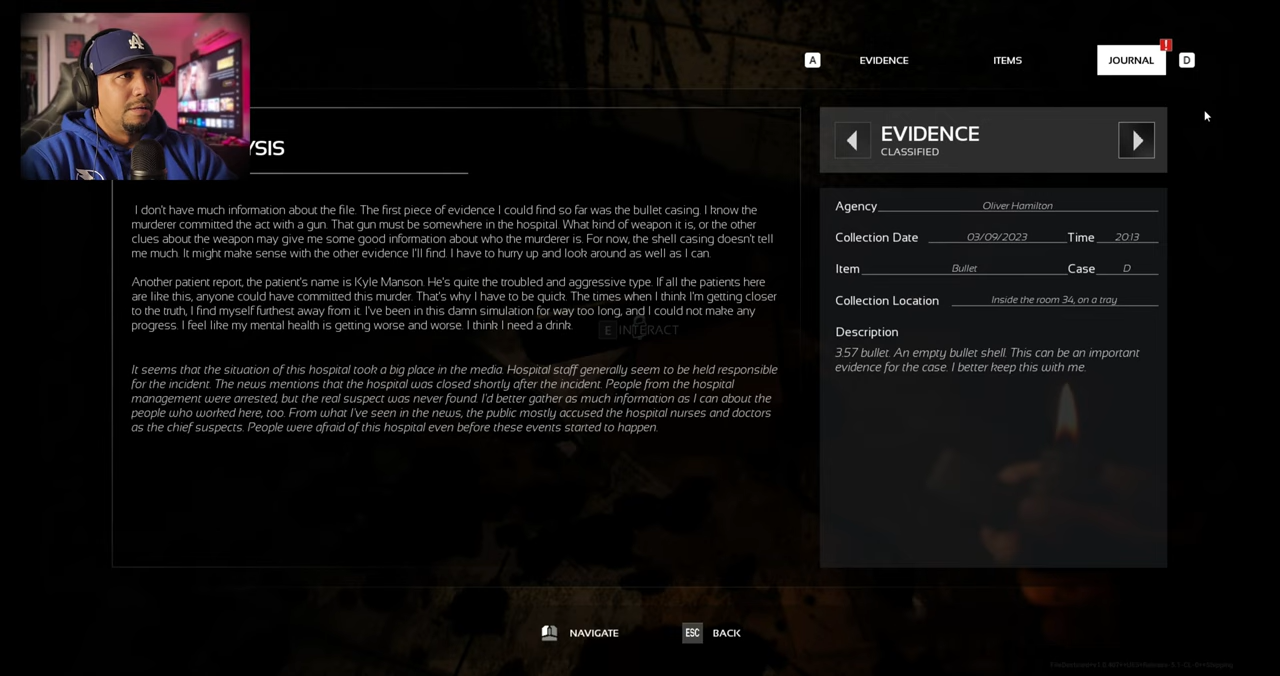 A
EVIDENCE
ITEMS
JOURNAL
!
D
YSIS
EVIDENCE
CLASSIFIED
I don't have much information about the file. The first piece of evidence I could find so far was the bullet casing. I know the
murderer committed the act with a gun. That gun must be somewhere in the hospital. What kind of weapon it is, or the other
clues about the weapon may give me some good information about who the murderer is. For now, the shell casing doesn't tell
me much. It might make sense with the other evidence I'll find. I have to hurry up and look around as well as I can.
Another patient report, the patient's name is Kyle Manson. He's quite the troubled and aggressive type. If all the patients here
are like this, anyone could have committed this murder. That's why I have to be quick. The times when I think I'm getting closer
to the truth, I find myself furthest away from it. I've been in this damn simulation for way too long, and I could not make any
progress. I feel like my mental health is getting worse and worse. I think I need a drink.
E INTERACT
It seems that the situation of this hospital took a big place in the media. Hospital staff generally seem to be held responsible
for the incident. The news mentions that the hospital was closed shortly after the incident. People from the hospital
management were arrested, but the real suspect was never found. I'd better gather as much information as I can about the
people who worked here, too. From what I've seen in the news, the public mostly accused the hospital nurses and doctors
as the chief suspects. People were afraid of this hospital even before these events started to happen.
Agency Oliver Hamilton
Collection Date 03/09/2023 Time 20:13
Item Bullet Case D
Collection Location Inside the room 34, on a tray
Description
3.57 bullet. An empty bullet shell. This can be an important
evidence for the case. I better keep this with me.
NAVIGATE
ESC BACK